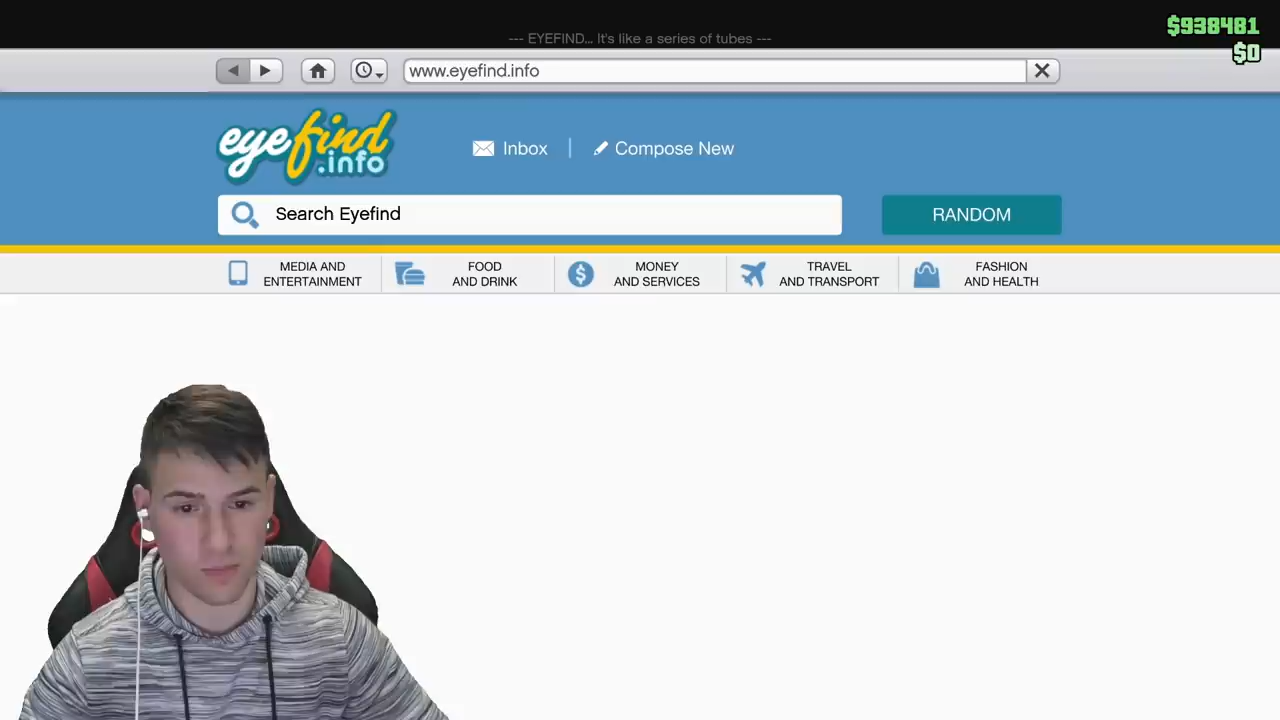 $938481
--- EYEFIND... It's like a series of tubes ---
$0
www.eyefind.info
eyefind
.info
Inbox
Compose New
Search Eyefind
RANDOM
MEDIA AND
ENTERTAINMENT
FOOD
AND DRINK
MONEY
AND SERVICES
TRAVEL
AND TRANSPORT
FASHION
AND HEALTH